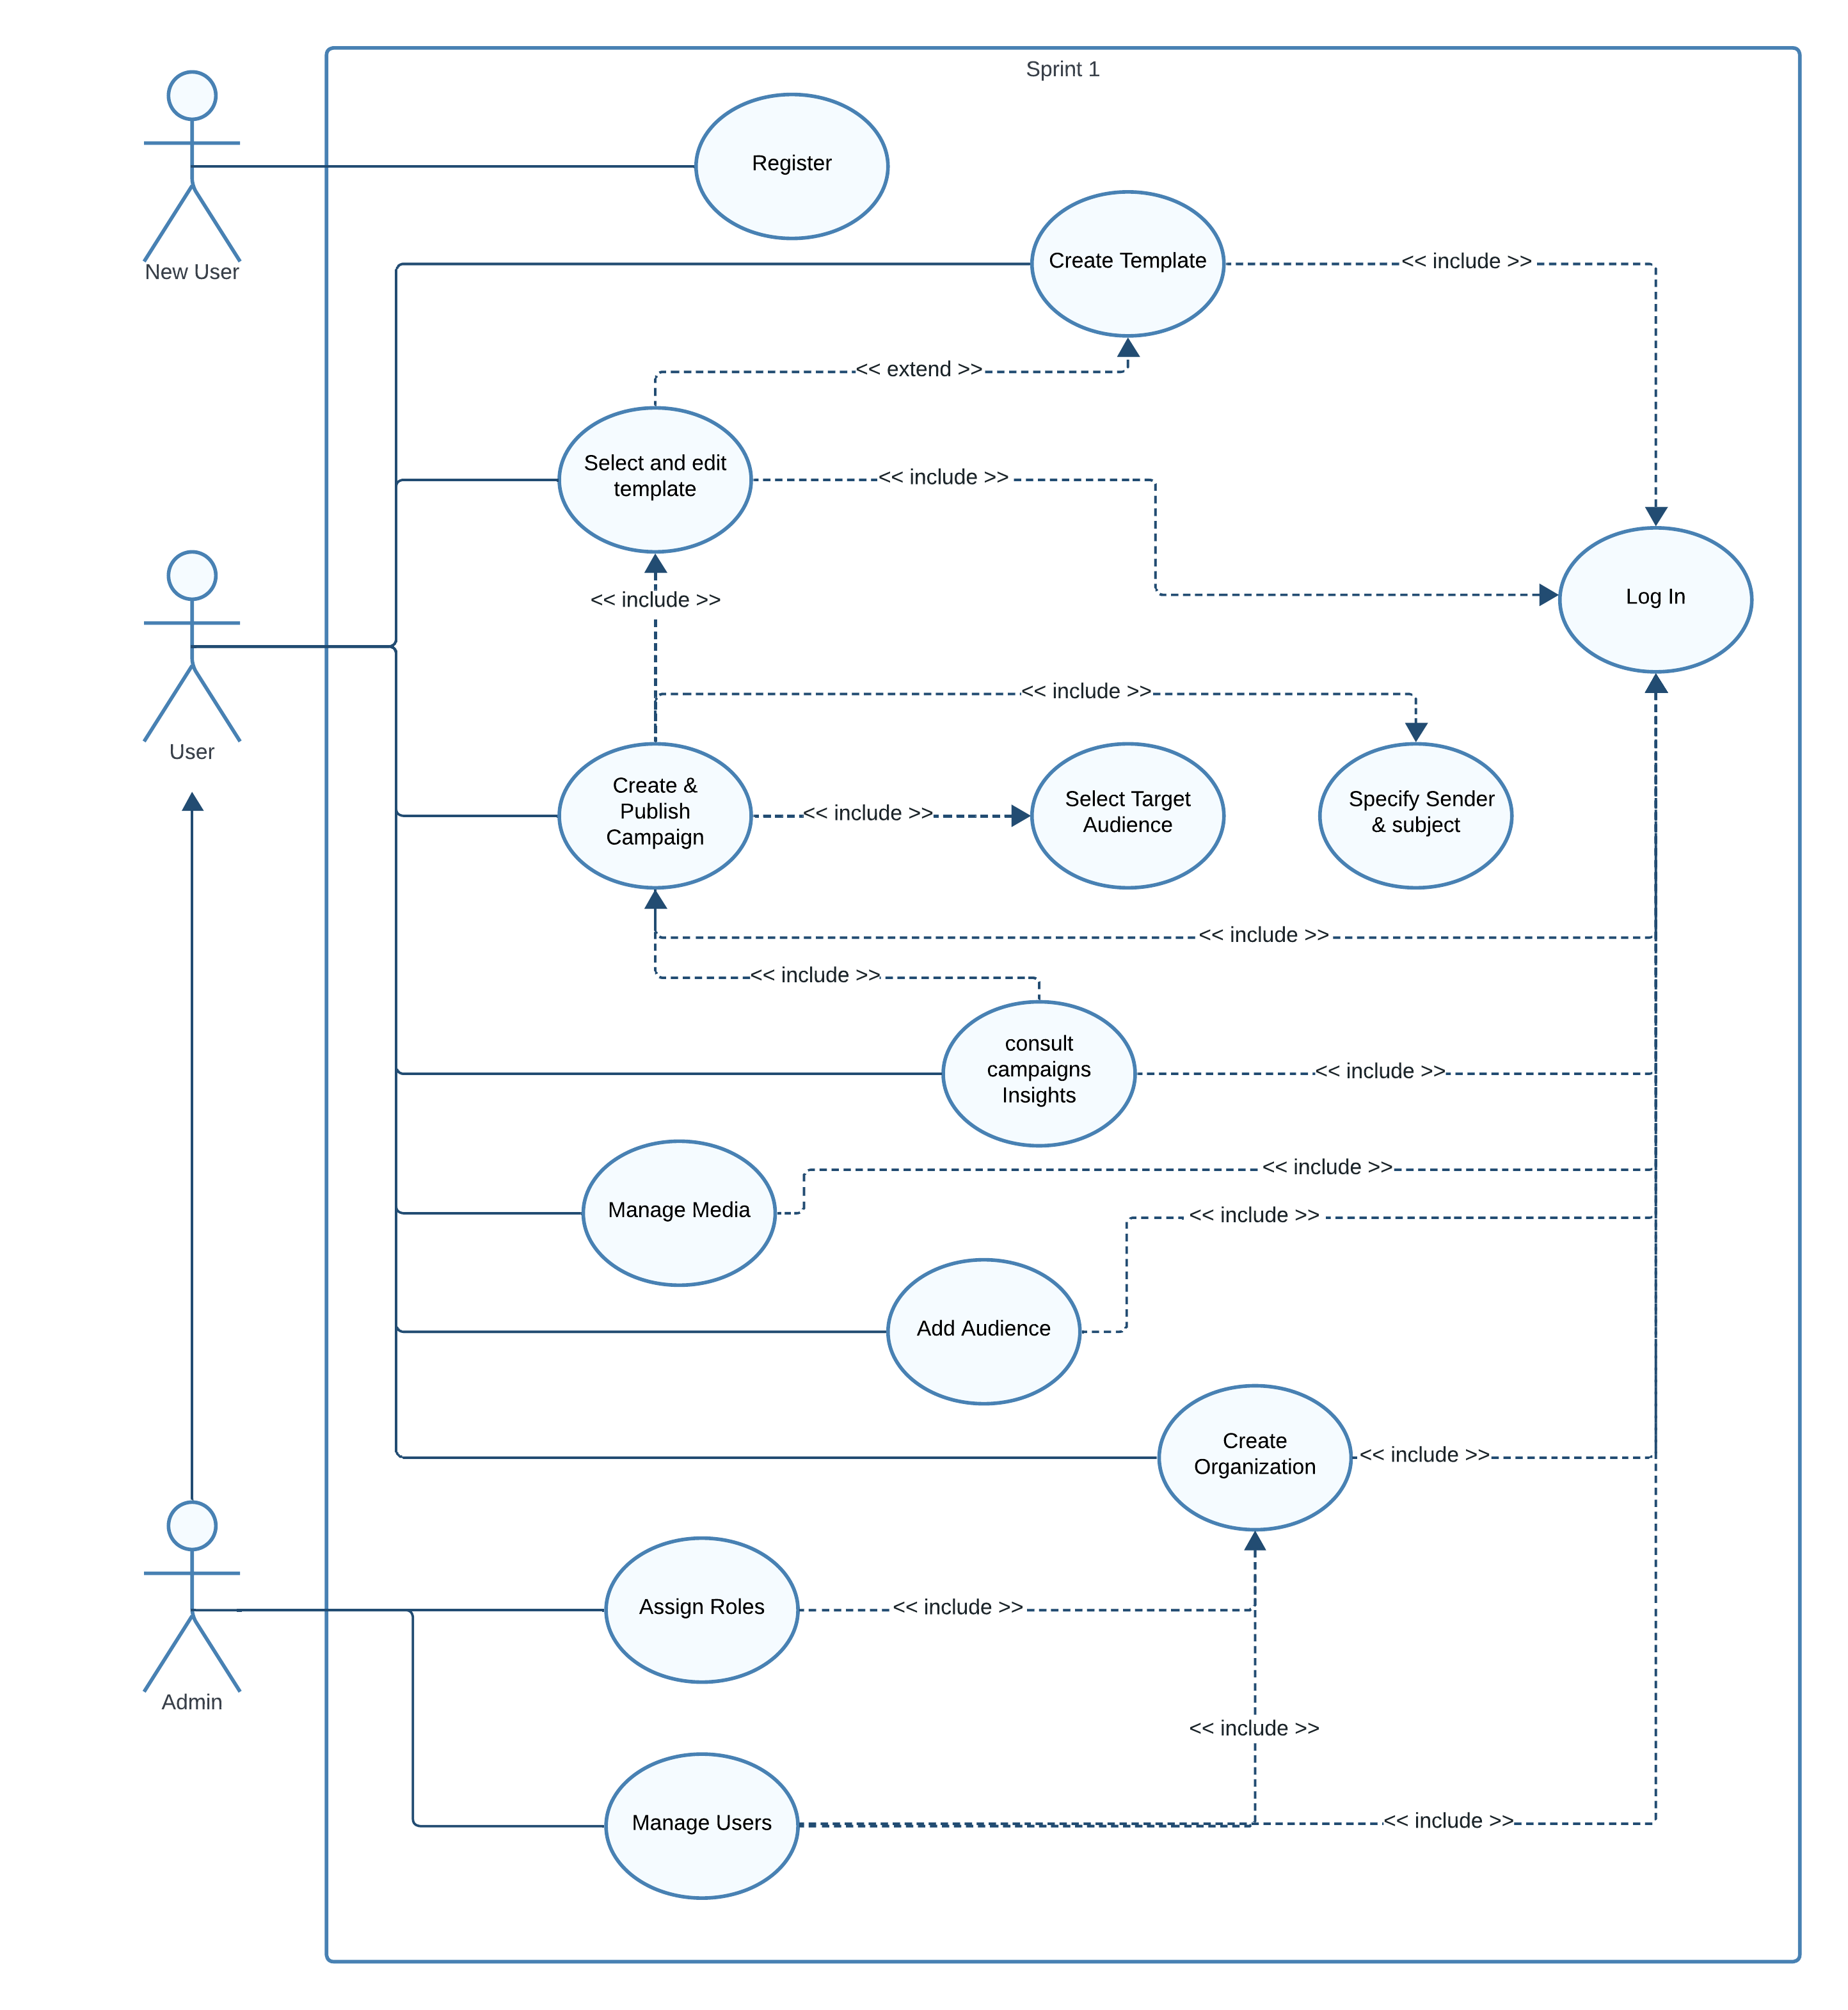 Sprint 1
Register
New User
Create Template
<< include >>
<< extend >>
Select and edit
template
<< include >>
Log In
<< include >>
<< include >>
User
Create &
Publish
Campaign
<< include >>
Select Target
Audience
Specify Sender
& subject
<< include >>
<< include >>
consult
campaigns
Insights
<< include >>
<< include >>
Manage Media
<< include >>
Add Audience
Create
Organization
<< include >>
Assign Roles
<< include >>
Admin
<< include >>
Manage Users
<< include >>